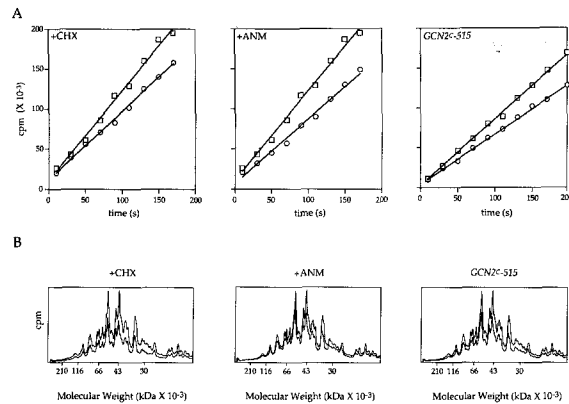 A
+CHX
+ANM
GCN2ᶜ-515
cpm (X 10⁻³)
200
150
100
50
0
0 50 100 150 200
0 50 100 150 200
0 50 100 150 200
time (s)
time (s)
time (s)
B
+CHX
+ANM
GCN2ᶜ-515
cpm
210 116 66 43 30
210 116 66 43 30
210 116 66 43 30
Molecular Weight (kDa X 10⁻³)
Molecular Weight (kDa X 10⁻³)
Molecular Weight (kDa X 10⁻³)